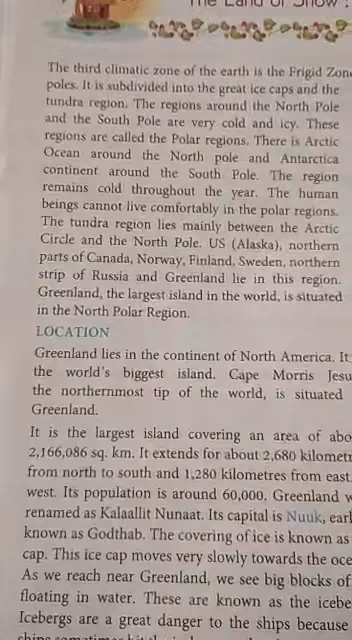 The Land of Snow :
The third climatic zone of the earth is the Frigid Zone
poles. It is subdivided into the great ice caps and the
tundra region. The regions around the North Pole
and the South Pole are very cold and icy. These
regions are called the Polar regions. There is Arctic
Ocean around the North pole and Antarctica
continent around the South Pole. The region
remains cold throughout the year. The human
beings cannot live comfortably in the polar regions.
The tundra region lies mainly between the Arctic
Circle and the North Pole. US (Alaska), northern
parts of Canada, Norway, Finland, Sweden, northern
strip of Russia and Greenland lie in this region.
Greenland, the largest island in the world, is situated
in the North Polar Region.
LOCATION
Greenland lies in the continent of North America. It
the world's biggest island. Cape Morris Jesu
the northernmost tip of the world, is situated
Greenland.
It is the largest island covering an area of abo
2,166,086 sq. km. It extends for about 2,680 kilomet
from north to south and 1,280 kilometres from east
west. Its population is around 60,000. Greenland w
renamed as Kalaallit Nunaat. Its capital is Nuuk, earl
known as Godthab. The covering of ice is known as
cap. This ice cap moves very slowly towards the oce
As we reach near Greenland, we see big blocks of
floating in water. These are known as the icebe
Icebergs are a great danger to the ships because
ships sometimes hit the